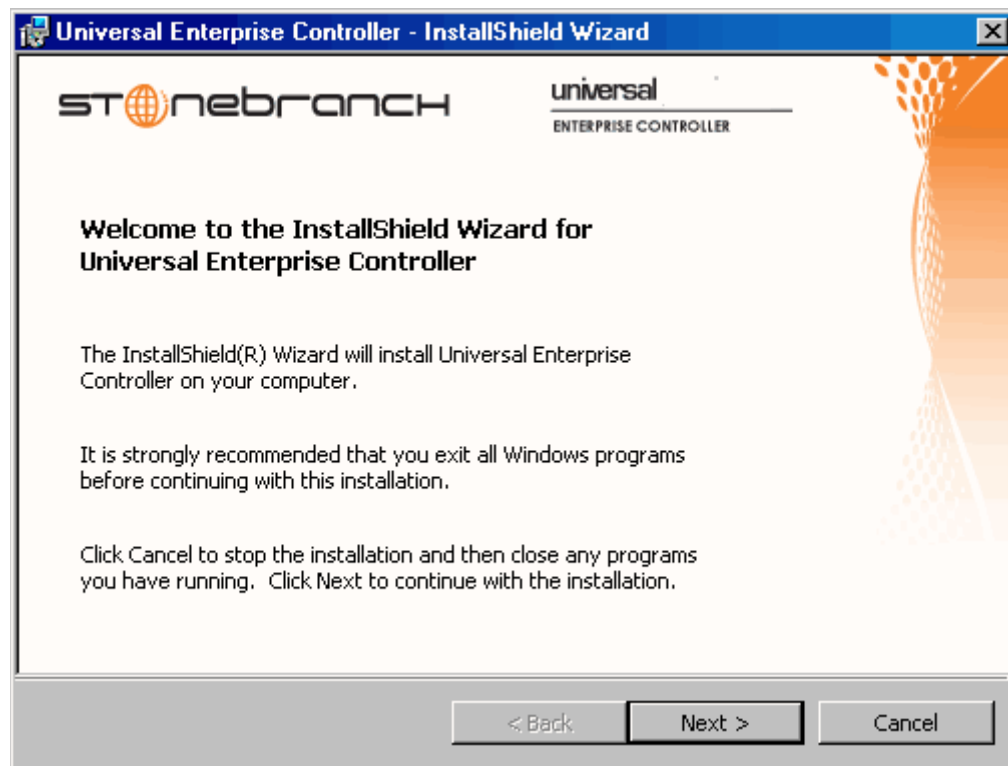 Universal Enterprise Controller - InstallShield Wizard
STONEBRANCH
universal
ENTERPRISE CONTROLLER
Welcome to the InstallShield Wizard for
Universal Enterprise Controller
The InstallShield(R) Wizard will install Universal Enterprise
Controller on your computer.
It is strongly recommended that you exit all Windows programs
before continuing with this installation.
Click Cancel to stop the installation and then close any programs
you have running.  Click Next to continue with the installation.
< Back
Next >
Cancel